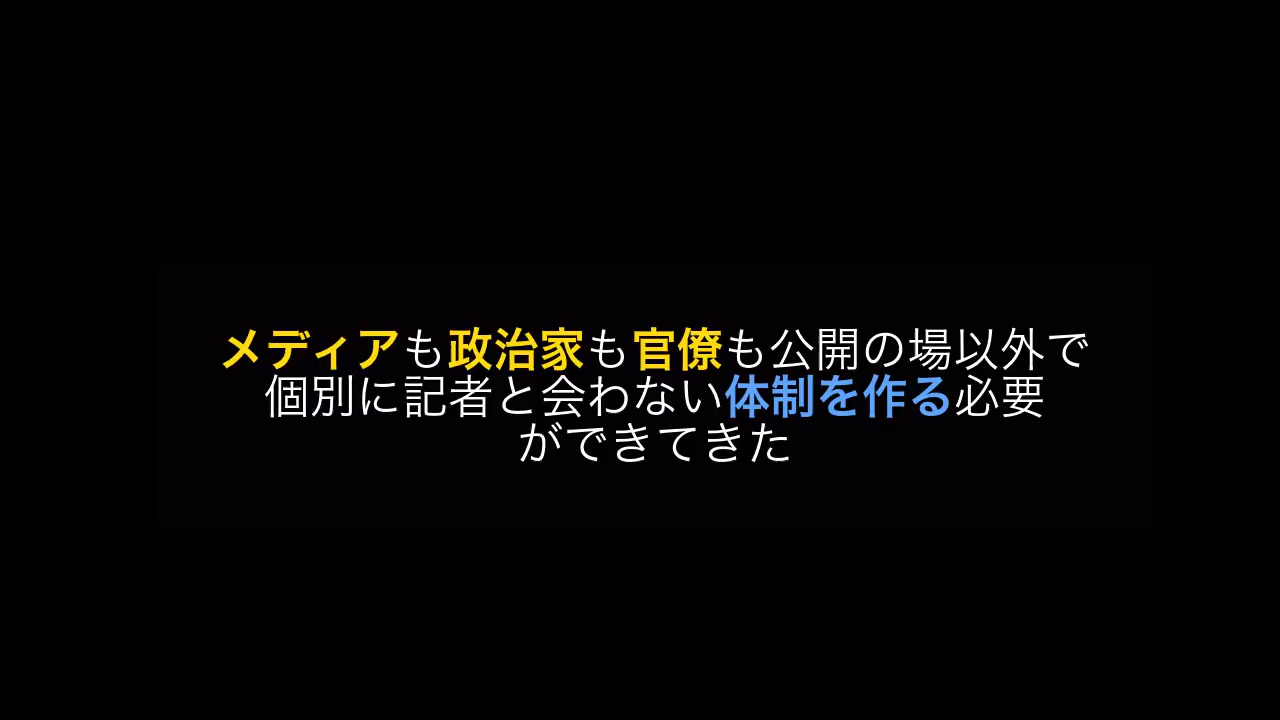 メディアも政治家も官僚も公開の場以外で
個別に記者と会わない体制を作る必要
ができてきた